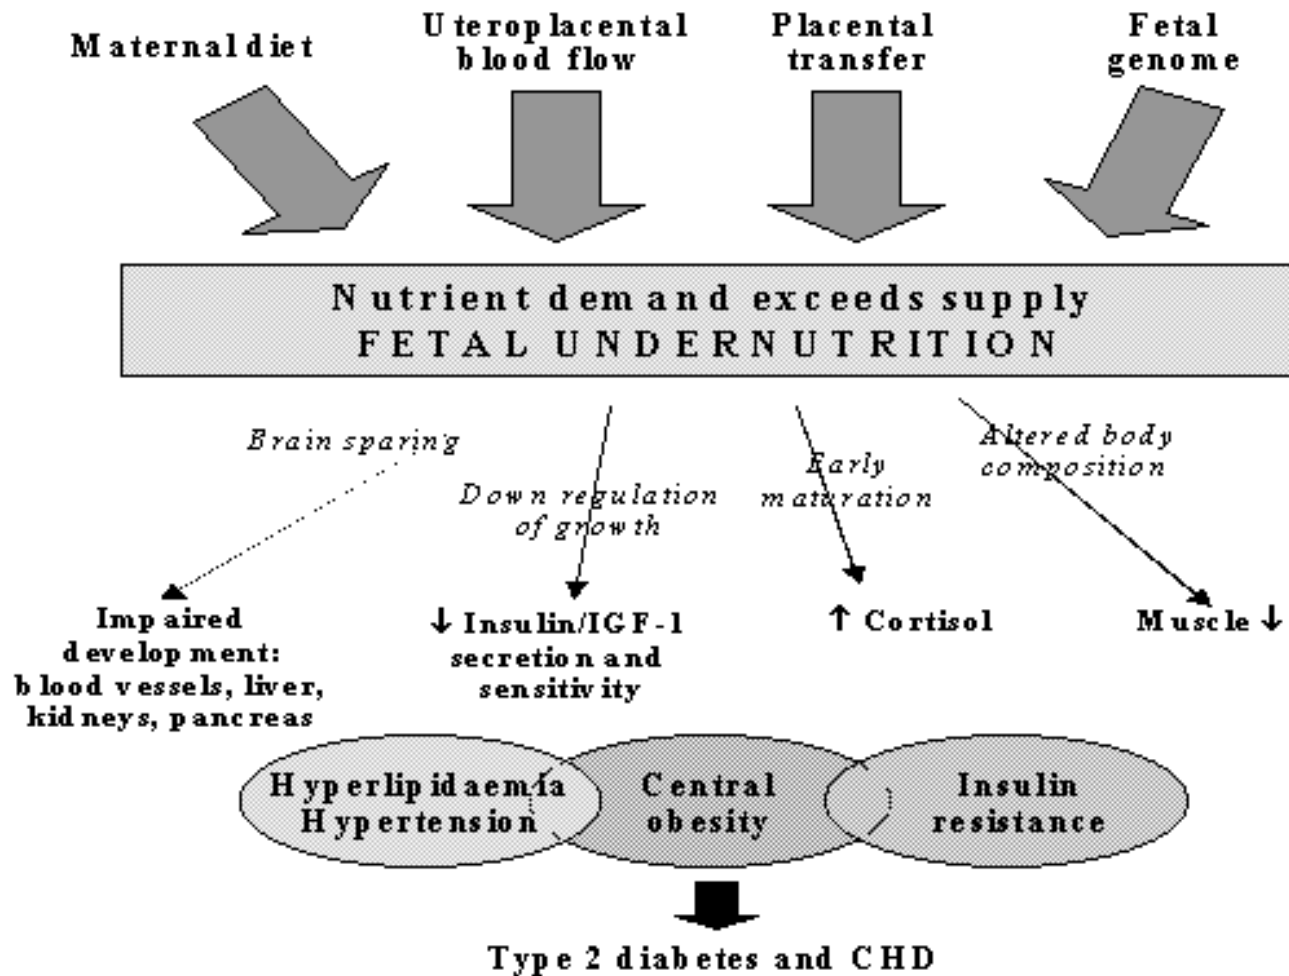 Maternal diet
Uteroplacental
blood flow
Placental
transfer
Fetal
genome
Nutrient demand exceeds supply
FETAL UNDERNUTRITION
Brain sparing
Down regulation
of growth
Early
maturation
Altered body
composition
Impaired
development:
blood vessels, liver,
kidneys, pancreas
↓ Insulin/IGF-1
secretion and
sensitivity
↑ Cortisol
Muscle ↓
Hyperlipidaemia
Hypertension
Central
obesity
Insulin
resistance
Type 2 diabetes and CHD